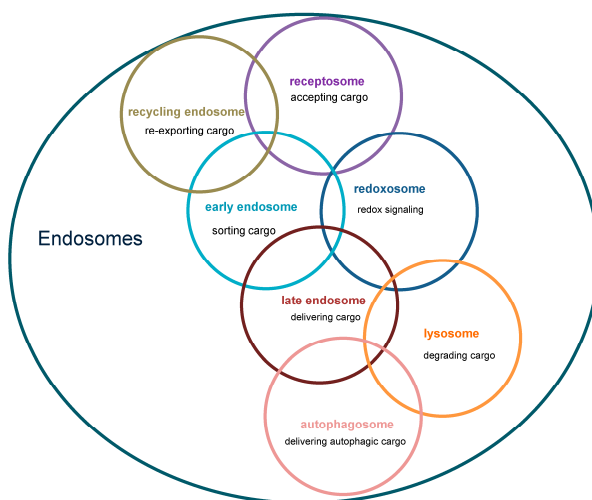 receptosome
accepting cargo
recycling endosome
re-exporting cargo
redoxosome
redox signaling
early endosome
sorting cargo
Endosomes
late endosome
delivering cargo
lysosome
degrading cargo
autophagosome
delivering autophagic cargo